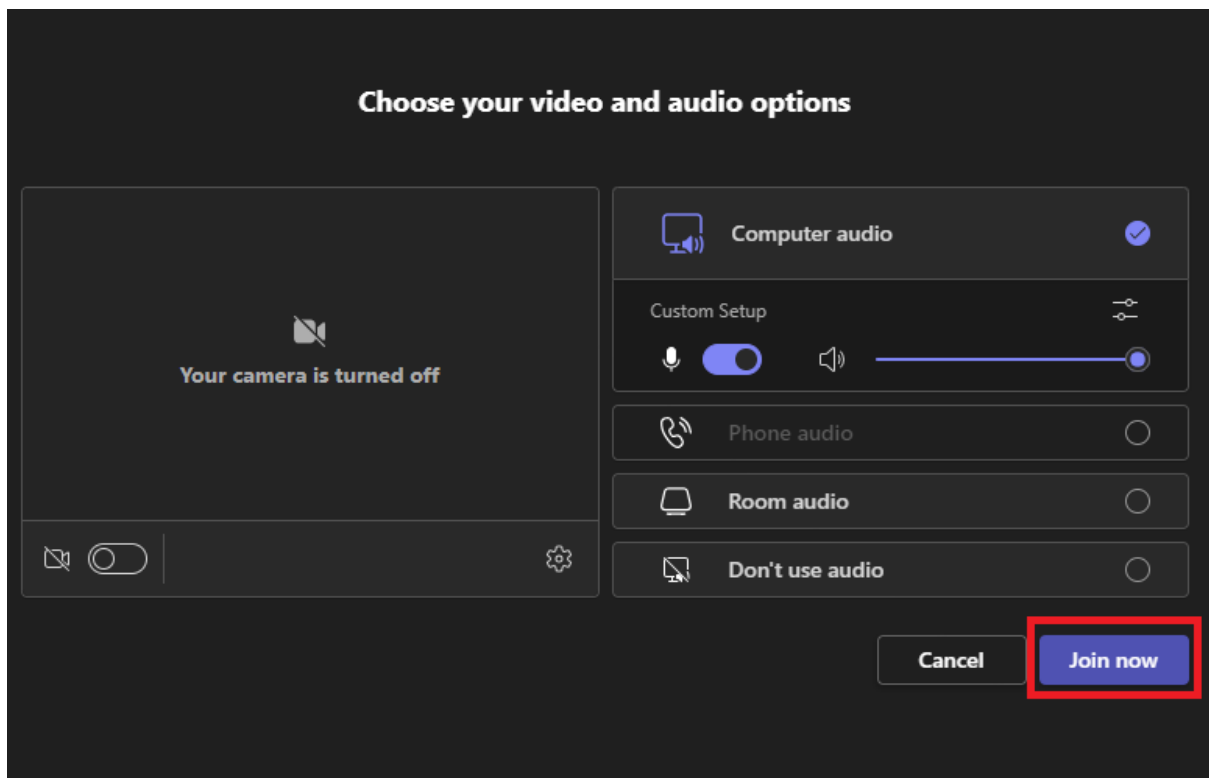 Choose your video and audio options
Your camera is turned off
Computer audio
Custom Setup
Phone audio
Room audio
Don't use audio
Cancel
Join now